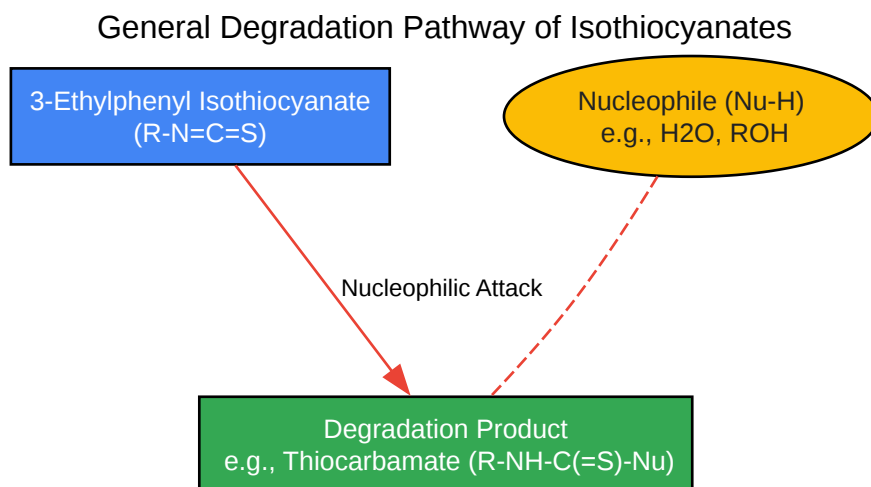 General Degradation Pathway of Isothiocyanates
3-Ethylphenyl Isothiocyanate
(R-N=C=S)
Nucleophile (Nu-H)
e.g., H2O, ROH
Nucleophilic Attack
Degradation Product
e.g., Thiocarbamate (R-NH-C(=S)-Nu)